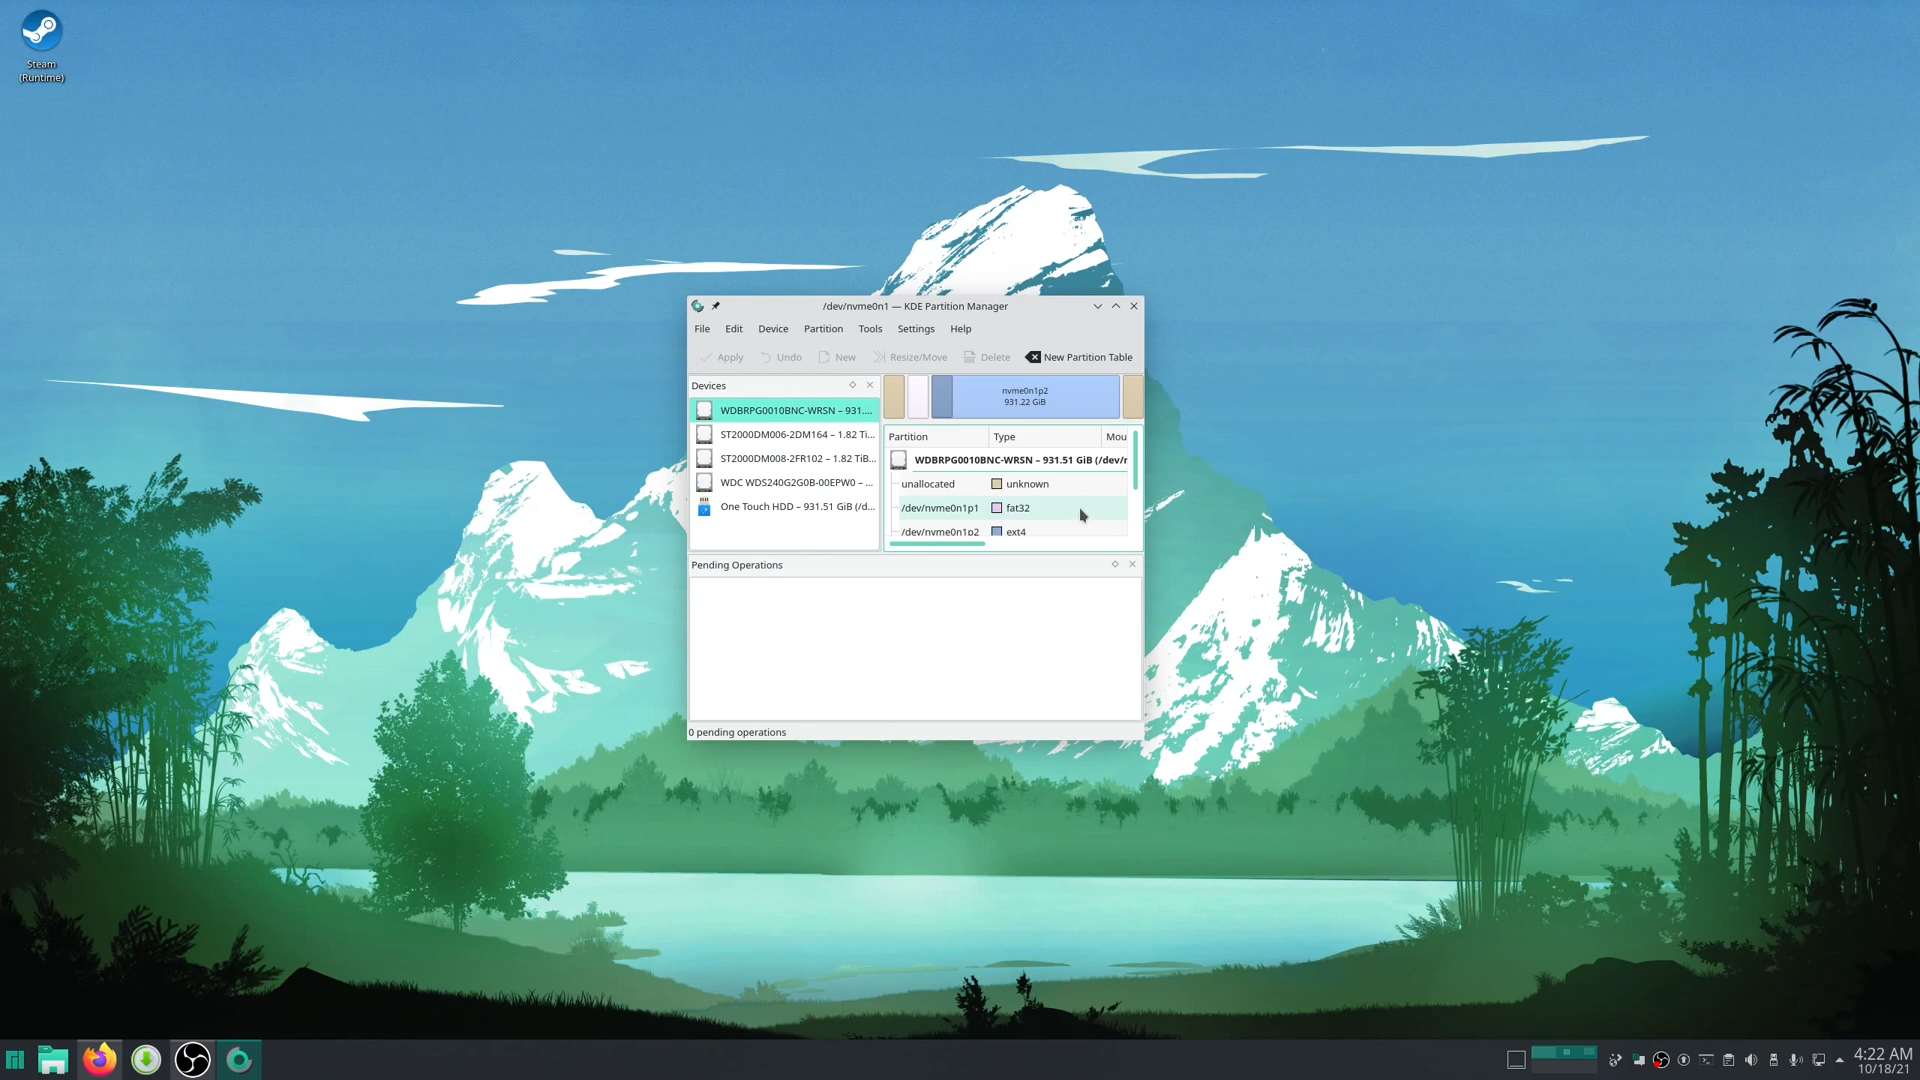 Steam
(Runtime)
/dev/nvme0n1 — KDE Partition Manager
File Edit Device Partition Tools Settings Help
Apply Undo New Resize/Move Delete New Partition Table
Devices
WDBRPG0010BNC-WRSN – 931....
ST2000DM006-2DM164 – 1.82 Ti...
ST2000DM008-2FR102 – 1.82 TiB...
WDC WDS240G2G0B-00EPW0 – ...
One Touch HDD – 931.51 GiB (/d...
nvme0n1p2
931.22 GiB
Partition Type Mou
WDBRPG0010BNC-WRSN – 931.51 GiB (/dev/r
unallocated unknown
/dev/nvme0n1p1 fat32
/dev/nvme0n1p2 ext4
Pending Operations
0 pending operations
4:22 AM
10/18/21